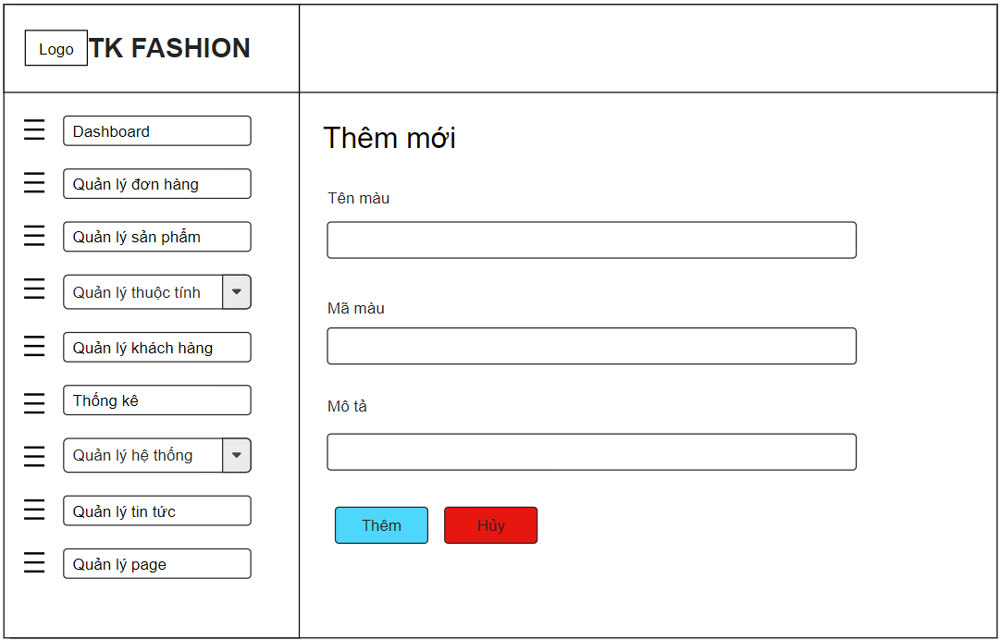 Logo
TK FASHION
Dashboard
Quản lý đơn hàng
Quản lý sản phẩm
Quản lý thuộc tính
Quản lý khách hàng
Thống kê
Quản lý hệ thống
Quản lý tin tức
Quản lý page
Thêm mới
Tên màu
Mã màu
Mô tả
Thêm
Hủy